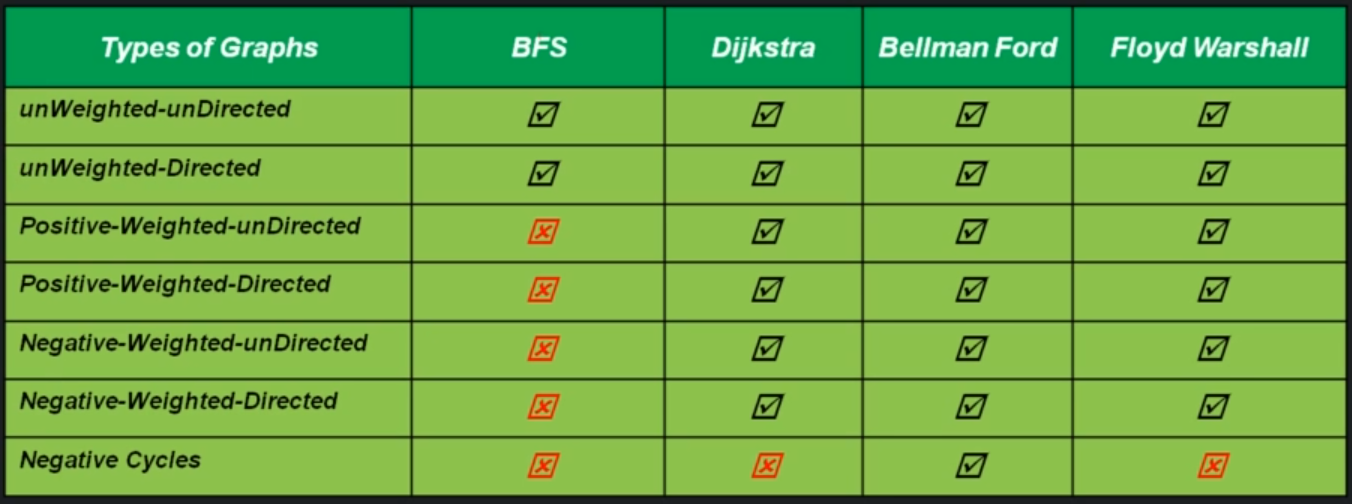 Types of Graphs BFS Dijkstra Bellman Ford Floyd Warshall
unWeighted-unDirected ☑ ☑ ☑ ☑
unWeighted-Directed ☑ ☑ ☑ ☑
Positive-Weighted-unDirected ☒ ☑ ☑ ☑
Positive-Weighted-Directed ☒ ☑ ☑ ☑
Negative-Weighted-unDirected ☒ ☑ ☑ ☑
Negative-Weighted-Directed ☒ ☑ ☑ ☑
Negative Cycles ☒ ☒ ☑ ☒